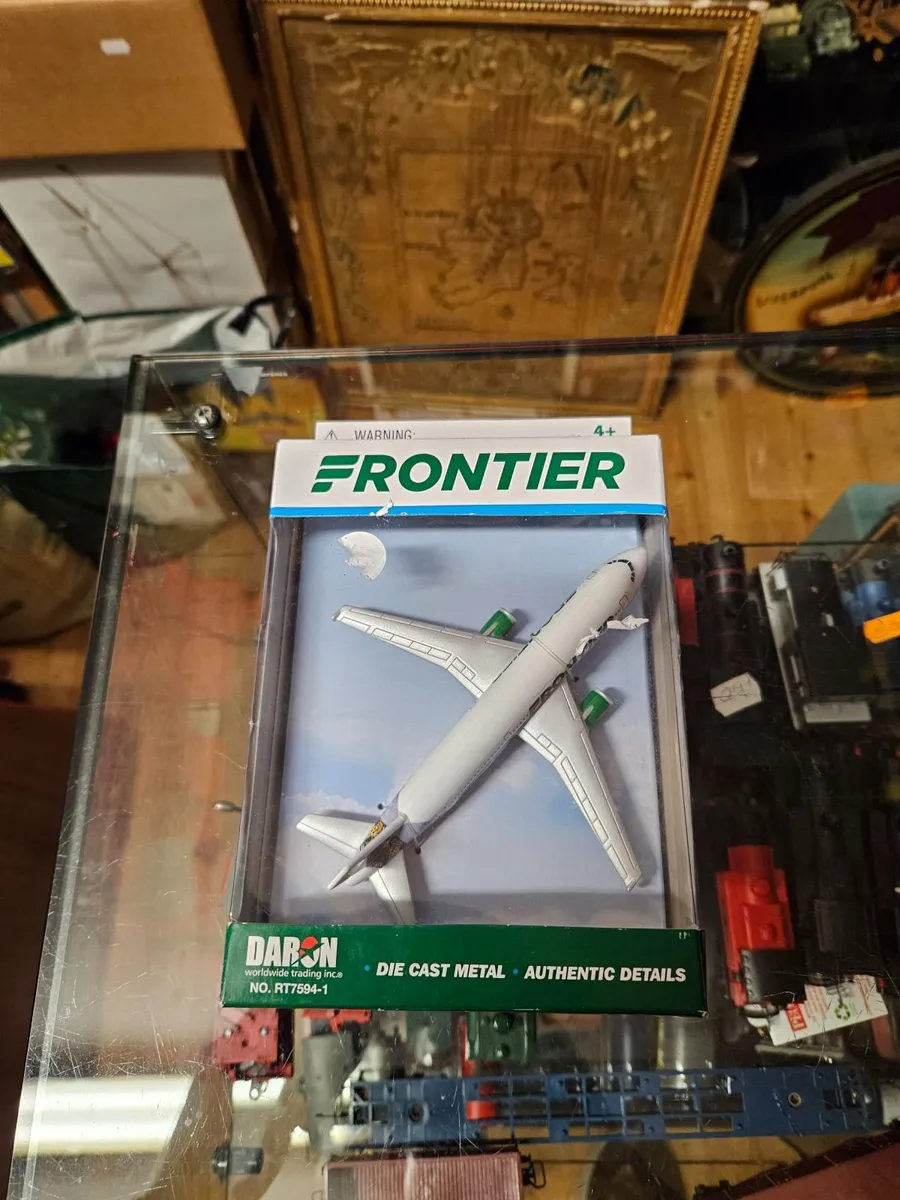 WARNING:
4+
FRONTIER
DARON
worldwide trading inc.®
NO. RT7594-1
• DIE CAST METAL • AUTHENTIC DETAILS